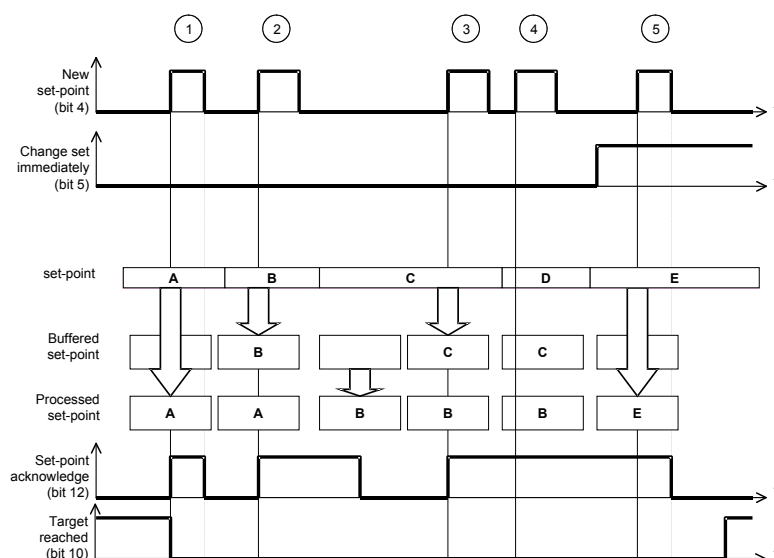 1 2 3 4 5
New
set-point
(bit 4)
Change set
immediately
(bit 5)
set-point A B C D E
Buffered
set-point
B C C
Processed
set-point
A A B B B E
Set-point
acknowledge
(bit 12)
Target
reached
(bit 10)